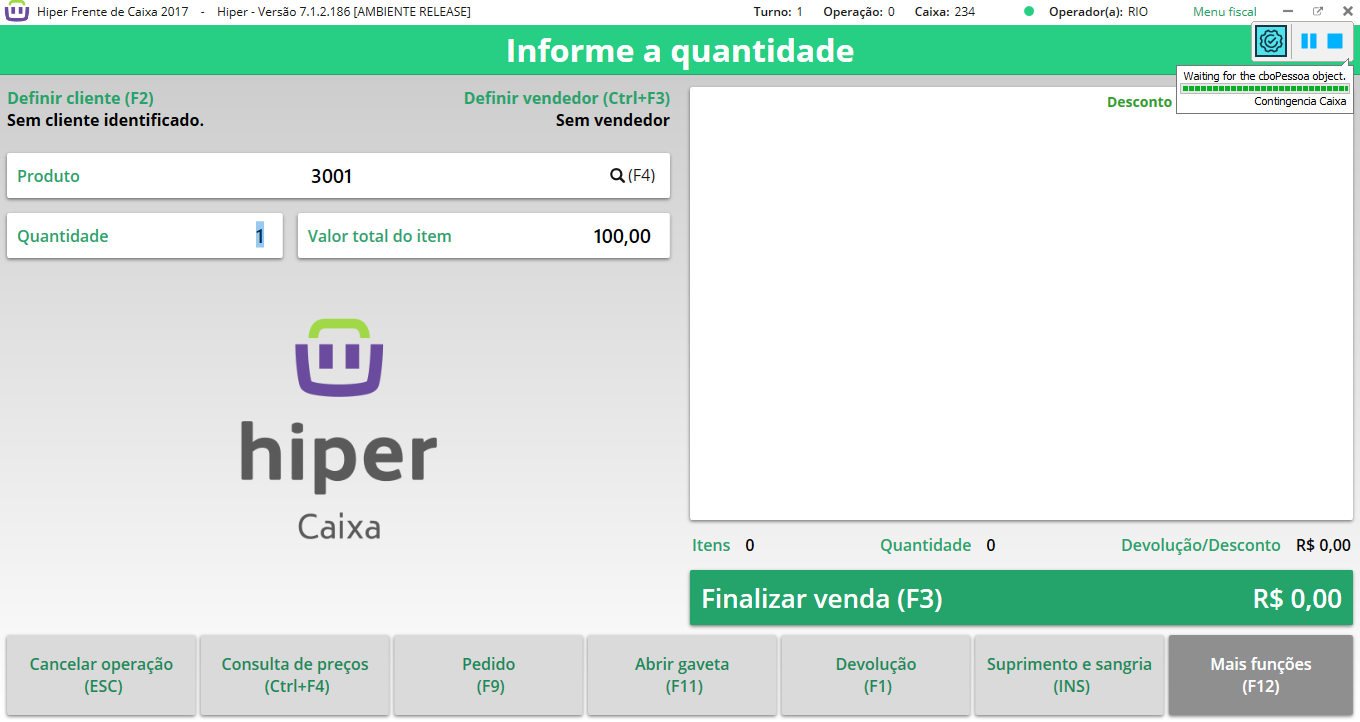 Hiper Frente de Caixa 2017 - Hiper - Versão 7.1.2.186 [AMBIENTE RELEASE] Turno: 1 Operação: 0 Caixa: 234 Operador(a): RIO Menu fiscal
Informe a quantidade
Waiting for the cboPessoa object.
Contingencia Caixa
Definir cliente (F2) Definir vendedor (Ctrl+F3)
Sem cliente identificado. Sem vendedor
Desconto
Produto 3001 (F4)
Quantidade 1 Valor total do item 100,00
hiper
Caixa
Itens 0 Quantidade 0 Devolução/Desconto R$ 0,00
Finalizar venda (F3) R$ 0,00
Cancelar operação
(ESC)
Consulta de preços
(Ctrl+F4)
Pedido
(F9)
Abrir gaveta
(F11)
Devolução
(F1)
Suprimento e sangria
(INS)
Mais funções
(F12)